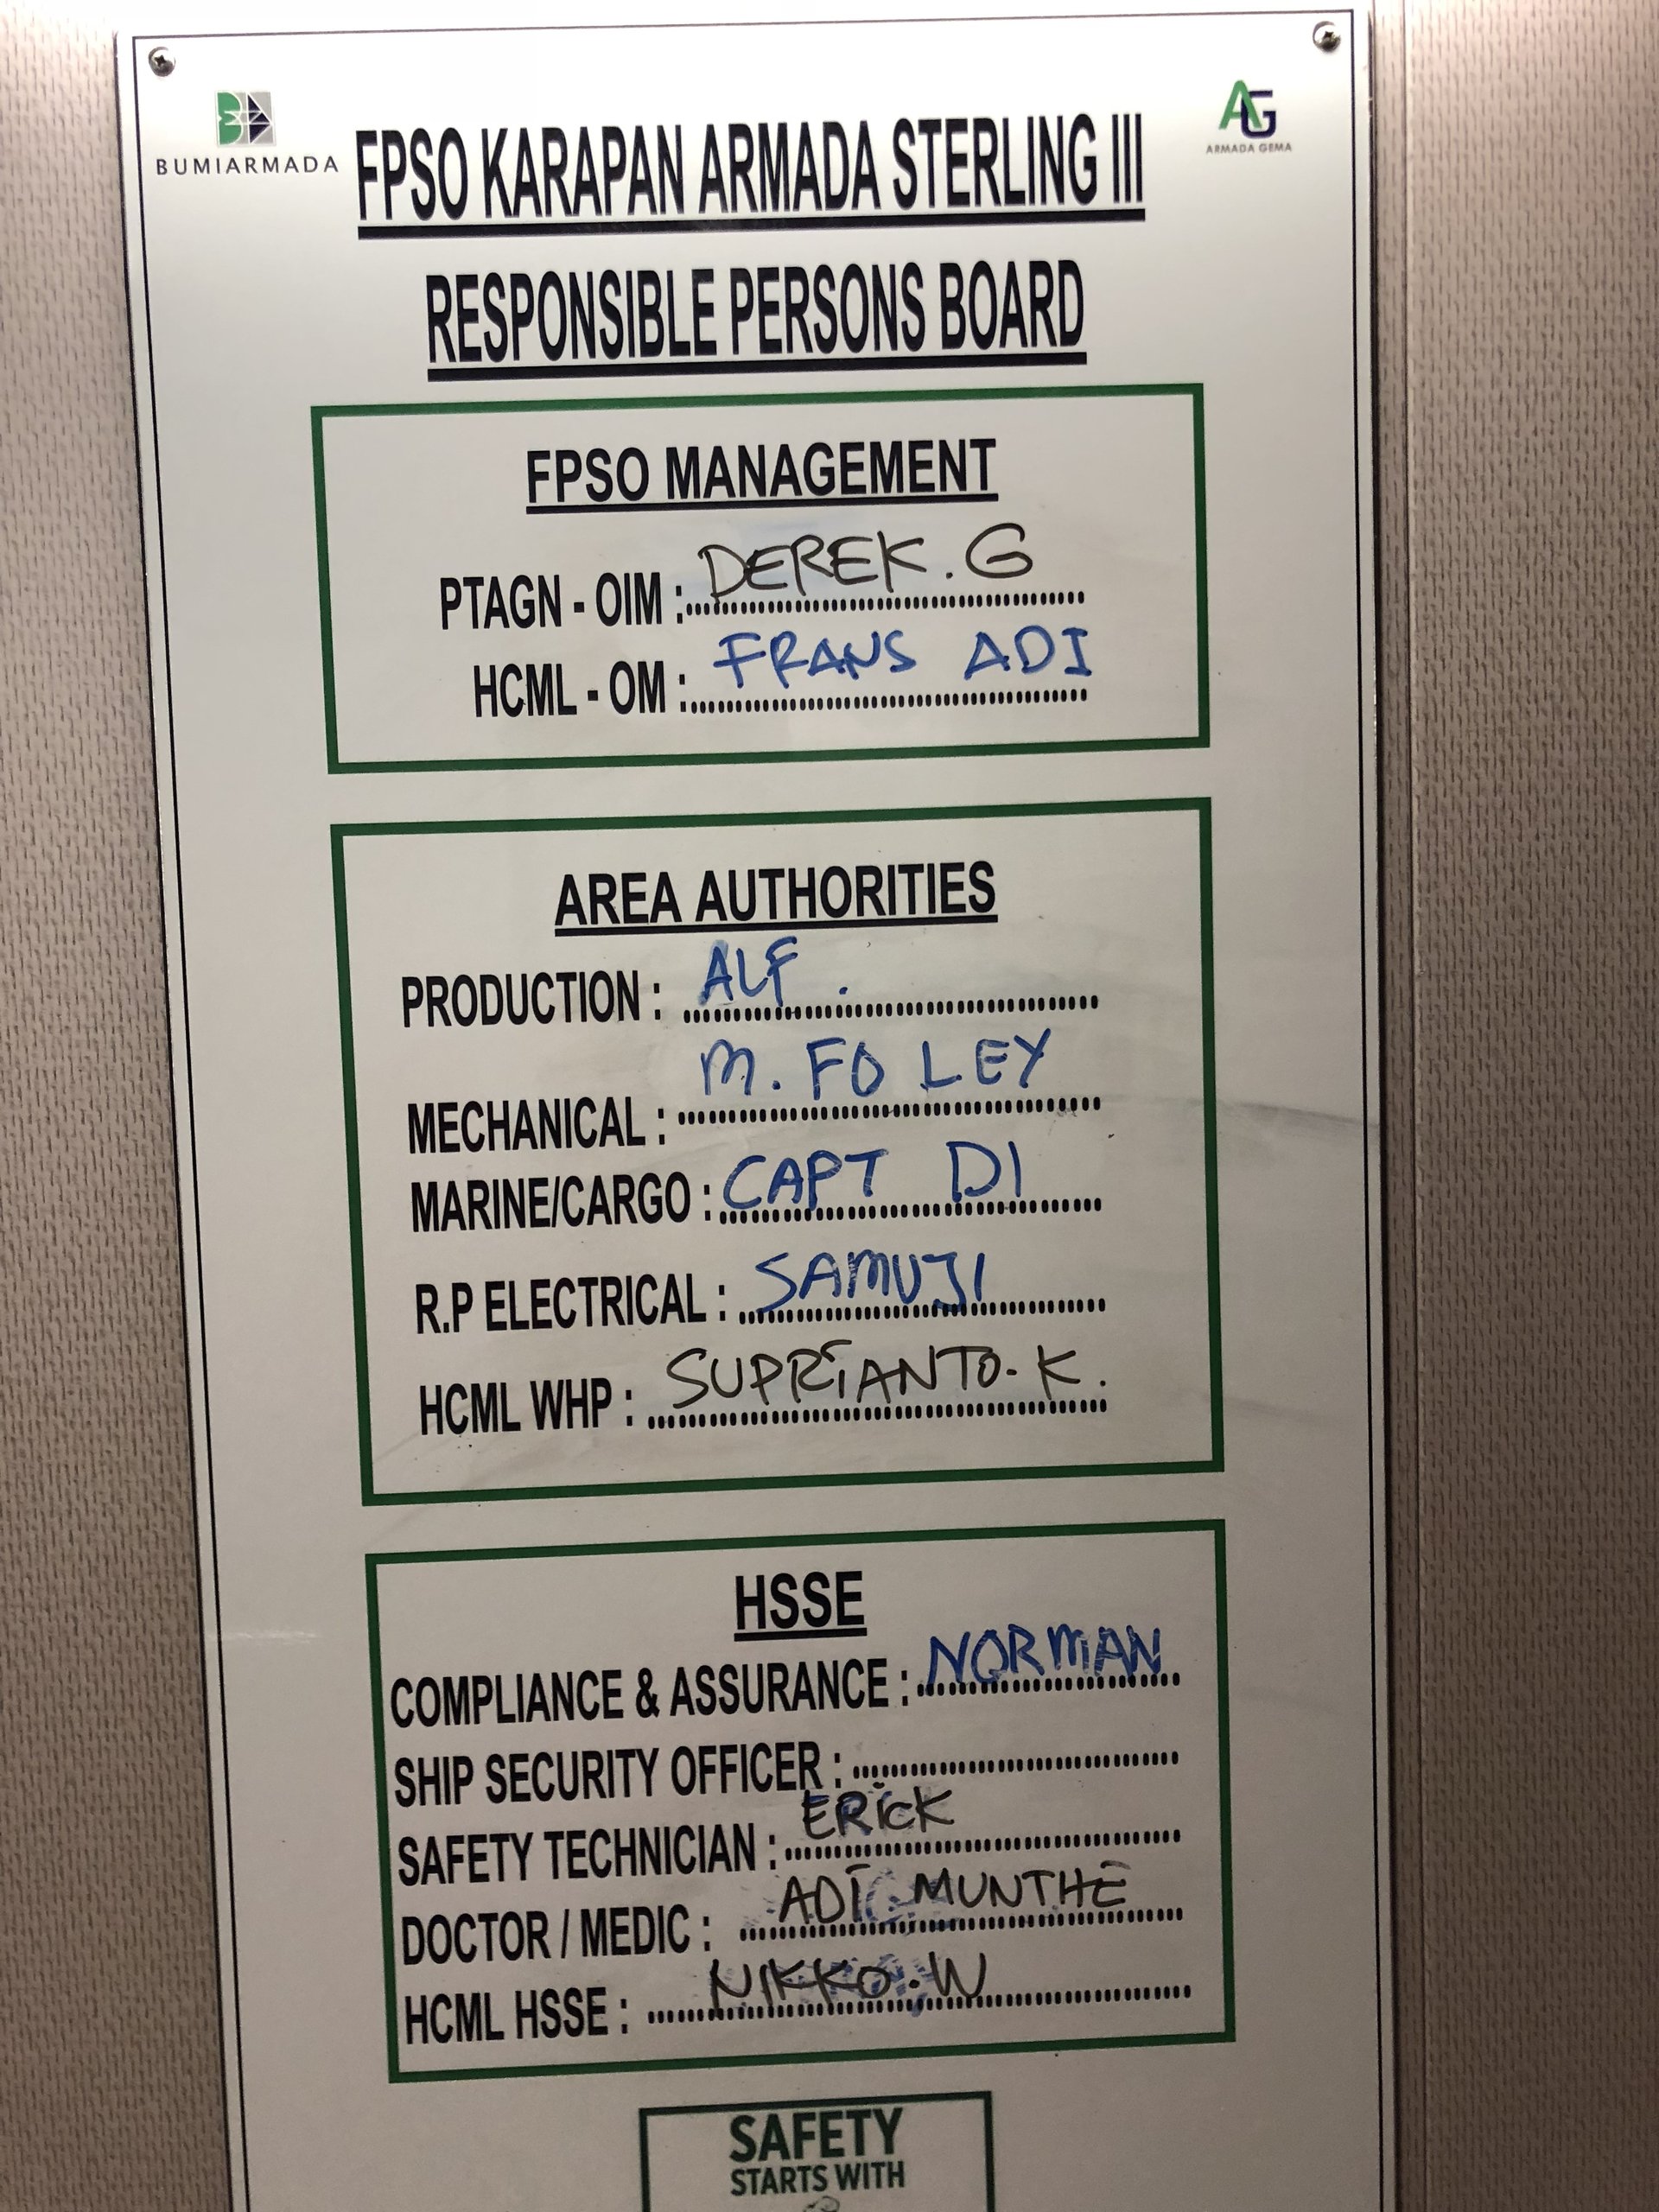 BUMIARMADA
ARMADA GEMA
FPSO KARAPAN ARMADA STERLING III
RESPONSIBLE PERSONS BOARD
FPSO MANAGEMENT
PTAGN - OIM : DEREK. G
HCML - OM : FRANS ADI
AREA AUTHORITIES
PRODUCTION : ALF .
MECHANICAL : M. FOLEY
MARINE/CARGO : CAPT DI
R.P ELECTRICAL : SAMUJI
HCML WHP : SUPRIANTO. K.
HSSE
COMPLIANCE & ASSURANCE : NORMAN
SHIP SECURITY OFFICER :
SAFETY TECHNICIAN : ERICK
DOCTOR / MEDIC : ADI MUNTHE
HCML HSSE : NIKKO. W
SAFETY
STARTS WITH